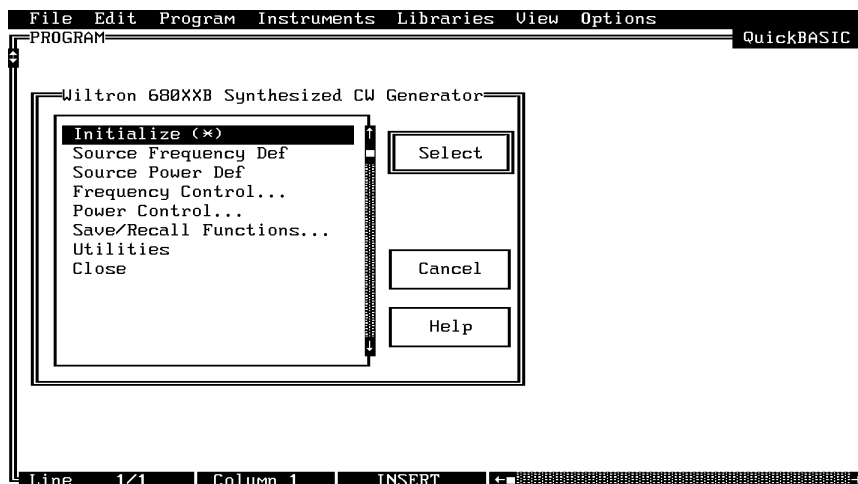 File Edit Program Instruments Libraries View Options
PROGRAM QuickBASIC
Wiltron 680XXB Synthesized CW Generator
Initialize (*)
Source Frequency Def
Source Power Def
Frequency Control...
Power Control...
Save/Recall Functions...
Utilities
Close
Select
Cancel
Help
Line 1/1 Column 1 INSERT